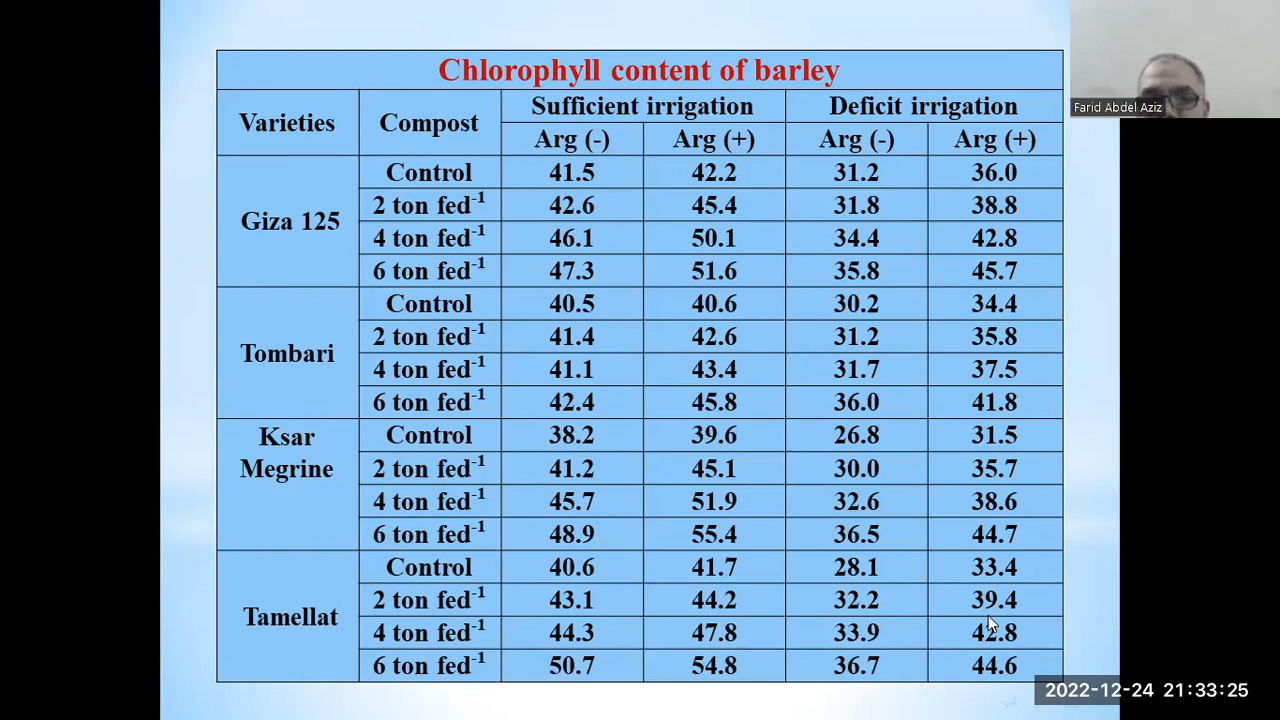 Chlorophyll content of barley
Varieties Compost Sufficient irrigation Deficit irrigation
Arg (-) Arg (+) Arg (-) Arg (+)
Giza 125
Control 41.5 42.2 31.2 36.0
2 ton fed-1 42.6 45.4 31.8 38.8
4 ton fed-1 46.1 50.1 34.4 42.8
6 ton fed-1 47.3 51.6 35.8 45.7
Tombari
Control 40.5 40.6 30.2 34.4
2 ton fed-1 41.4 42.6 31.2 35.8
4 ton fed-1 41.1 43.4 31.7 37.5
6 ton fed-1 42.4 45.8 36.0 41.8
Ksar
Megrine
Control 38.2 39.6 26.8 31.5
2 ton fed-1 41.2 45.1 30.0 35.7
4 ton fed-1 45.7 51.9 32.6 38.6
6 ton fed-1 48.9 55.4 36.5 44.7
Tamellat
Control 40.6 41.7 28.1 33.4
2 ton fed-1 43.1 44.2 32.2 39.4
4 ton fed-1 44.3 47.8 33.9 42.8
6 ton fed-1 50.7 54.8 36.7 44.6
Farid Abdel Aziz
2022-12-24 21:33:25